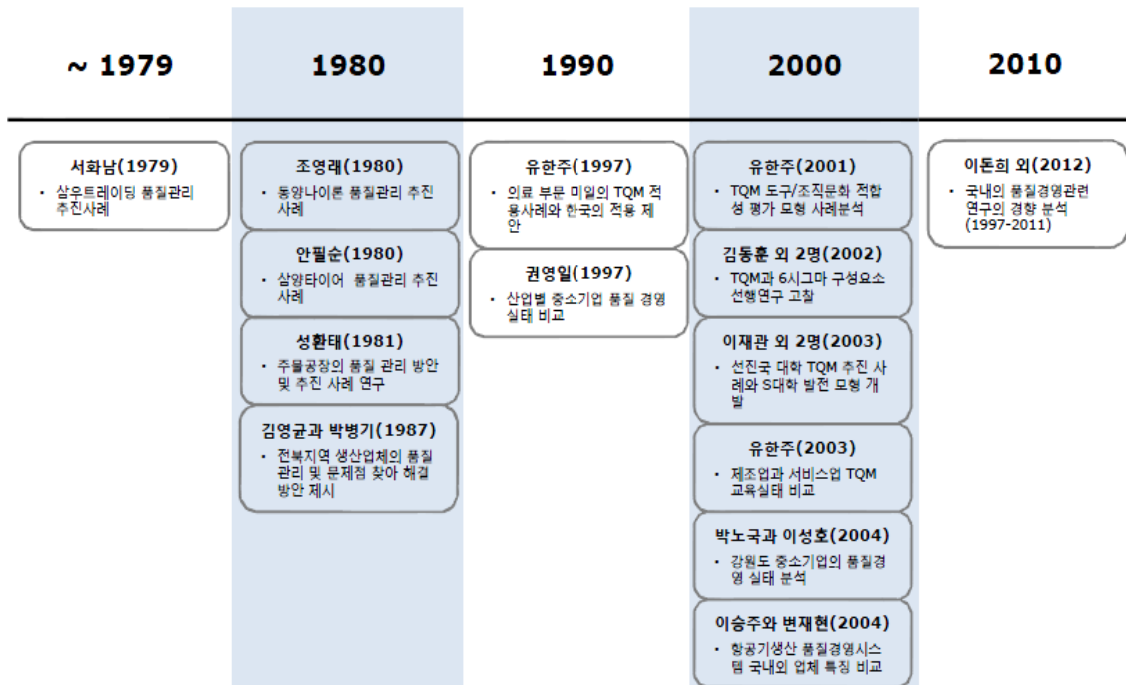 ~ 1979
1980
1990
2000
2010
서화남(1979)
• 삼우트레이딩 품질관리
추진사례
조영래(1980)
• 동양나이론 품질관리 추진
사례
안필순(1980)
• 삼양타이어 품질관리 추진
사례
성환태(1981)
• 주물공장의 품질 관리 방안
및 추진 사례 연구
김영균과 박병기(1987)
• 전북지역 생산업체의 품질
관리 및 문제점 찾아 해결
방안 제시
유한주(1997)
• 의료 부문 미일의 TQM 적
용사례와 한국의 적용 제
안
권영일(1997)
• 산업별 중소기업 품질 경영
실태 비교
유한주(2001)
• TQM 도구/조직문화 적합
성 평가 모형 사례분석
김동훈 외 2명(2002)
• TQM과 6시그마 구성요소
선행연구 고찰
이재관 외 2명(2003)
• 선진국 대학 TQM 추진 사
례와 S대학 발전 모형 개
발
유한주(2003)
• 제조업과 서비스업 TQM
교육실태 비교
박노국과 이성호(2004)
• 강원도 중소기업의 품질경
영 실태 분석
이승주와 변재현(2004)
• 항공기생산 품질경영시스
템 국내외 업체 특징 비교
이돈희 외(2012)
• 국내의 품질경영관련
연구의 경향 분석
(1997-2011)